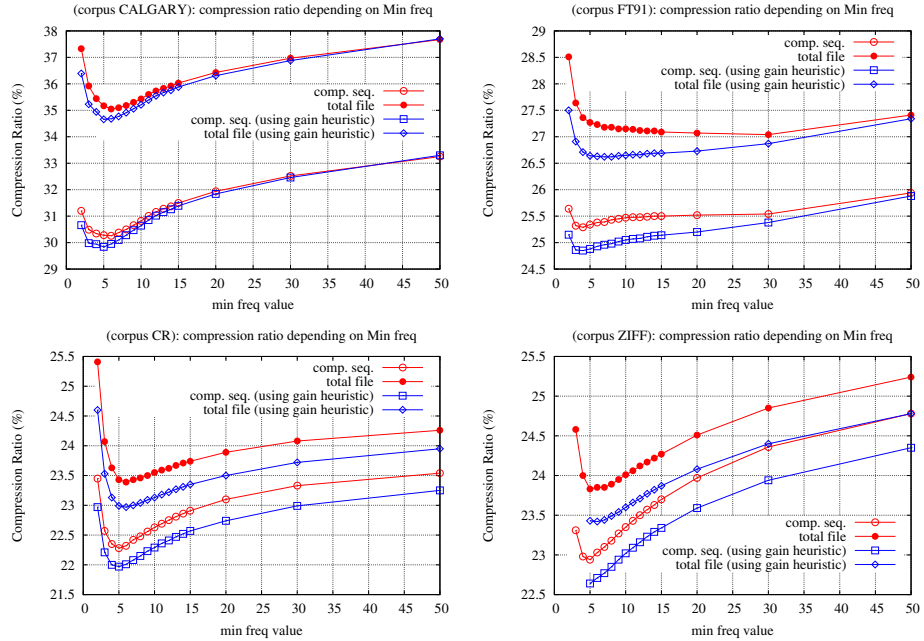 (corpus CALGARY): compression ratio depending on Min freq
38
37
36
35
34
33
32
31
30
29
Compression Ratio (%)
comp. seq.
total file
comp. seq. (using gain heuristic)
total file (using gain heuristic)
0 5 10 15 20 25 30 35 40 45 50
min freq value
(corpus FT91): compression ratio depending on Min freq
29
28.5
28
27.5
27
26.5
26
25.5
25
24.5
Compression Ratio (%)
comp. seq.
total file
comp. seq. (using gain heuristic)
total file (using gain heuristic)
0 5 10 15 20 25 30 35 40 45 50
min freq value
(corpus CR): compression ratio depending on Min freq
25.5
25
24.5
24
23.5
23
22.5
22
21.5
Compression Ratio (%)
comp. seq.
total file
comp. seq. (using gain heuristic)
total file (using gain heuristic)
0 5 10 15 20 25 30 35 40 45 50
min freq value
(corpus ZIFF): compression ratio depending on Min freq
25.5
25
24.5
24
23.5
23
22.5
Compression Ratio (%)
comp. seq.
total file
comp. seq. (using gain heuristic)
total file (using gain heuristic)
0 5 10 15 20 25 30 35 40 45 50
min freq value